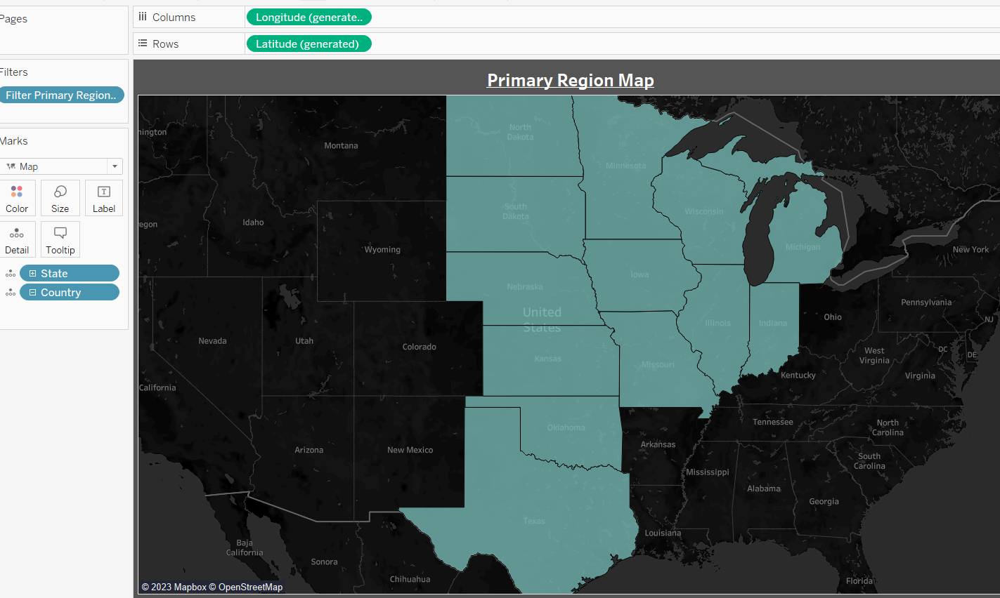 Pages
Columns
Longitude (generate..
Rows
Latitude (generated)
Filters
Filter Primary Region..
Marks
Map
Color
Size
Label
Detail
Tooltip
State
Country
Primary Region Map
nington
Montana
North
Dakota
Minnesota
egon
Idaho
Wyoming
South
Dakota
Wisconsin
Michigan
New York
Nebraska
Iowa
United
States
Illinois
Indiana
Ohio
Pennsylvania
NJ
Nevada
Utah
Colorado
Kansas
Missouri
West
Virginia
DC
DE
Kentucky
Virginia
California
Arizona
New Mexico
Oklahoma
Arkansas
Tennessee
North
Carolina
Mississippi
Alabama
South
Carolina
Georgia
Texas
Louisiana
Baja
California
Sonora
Chihuahua
Florida
© 2023 Mapbox © OpenStreetMap